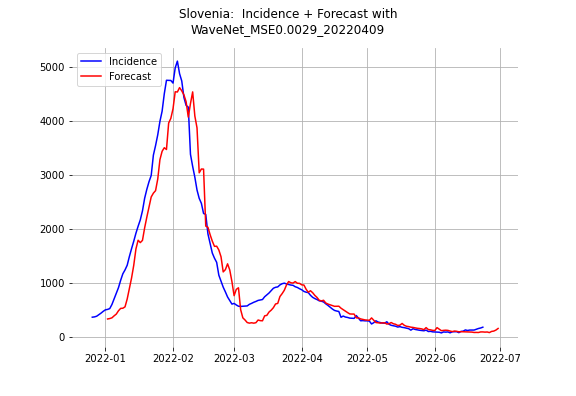 Slovenia:  Incidence + Forecast with
WaveNet_MSE0.0029_20220409
Incidence
Forecast
5000
4000
3000
2000
1000
0
2022-01 2022-02 2022-03 2022-04 2022-05 2022-06 2022-07